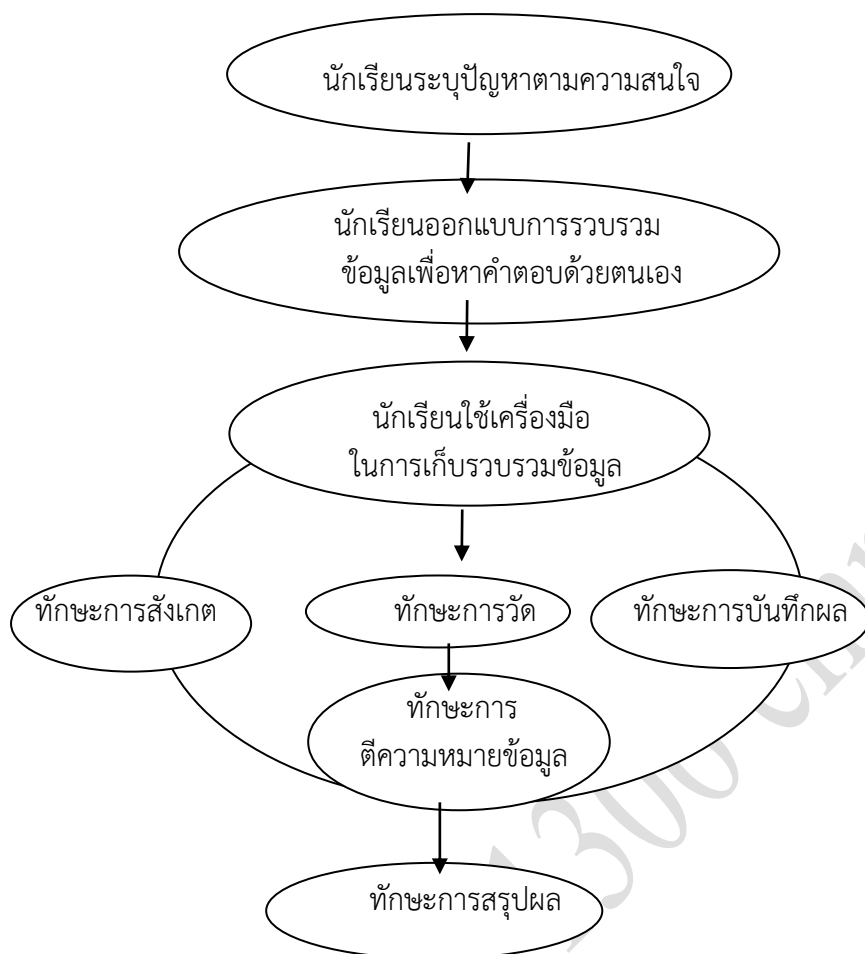 นักเรียนระบุปัญหาตามความสนใจ
นักเรียนออกแบบการรวบรวม
ข้อมูลเพื่อหาคำตอบด้วยตนเอง
นักเรียนใช้เครื่องมือ
ในการเก็บรวบรวมข้อมูล
ทักษะการสังเกต
ทักษะการวัด
ทักษะการบันทึกผล
ทักษะการ
ตีความหมายข้อมูล
ทักษะการสรุปผล
1300